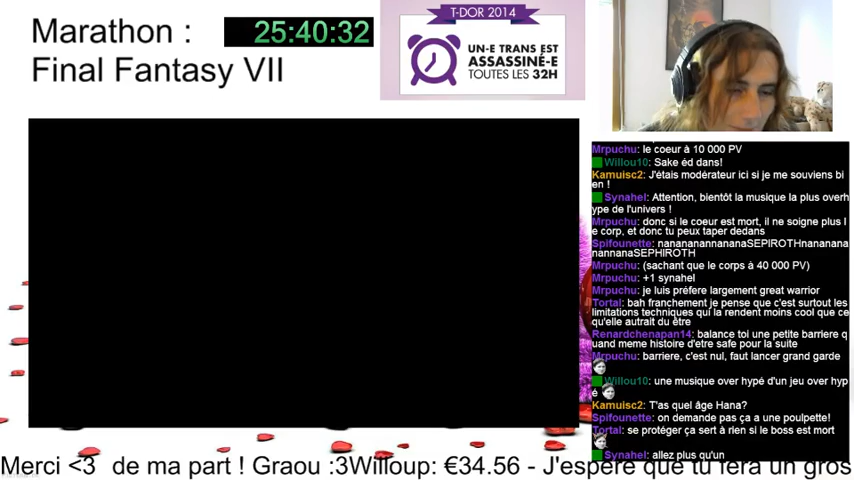 Marathon :
Final Fantasy VII
25:40:32
T-DOR 2014
UN-E TRANS EST
ASSASSINÉ-E
TOUTES LES 32H
Mrpuchu: le coeur à 10 000 PV
Willou10: Sake éd dans!
Kamuisc2: J'étais modérateur ici si je me souviens bi
en !
Synahel: Attention, bientôt la musique la plus overh
ype de l'univers !
Mrpuchu: donc si le coeur est mort, il ne soigne plus l
e corp, et donc tu peux taper dedans
Spifounette: nanananannananaSEPIROTHnananana
nannanaSEPHIROTH
Mrpuchu: (sachant que le corps à 40 000 PV)
Mrpuchu: +1 synahel
Mrpuchu: je luis préfere largement great warrior
Tortal: bah franchement je pense que c'est surtout les
limitations techniques qui la rendent moins cool que ce
qu'elle autrait du être
Renardchenapan14: balance toi une petite barriere q
uand meme histoire d'etre safe pour la suite
Mrpuchu: barriere, c'est nul, faut lancer grand garde
Willou10: une musique over hypé d'un jeu over hyp
é
Kamuisc2: T'as quel âge Hana?
Spifounette: on demande pas ça a une poulpette!
Tortal: se protéger ça sert à rien si le boss est mort
Synahel: allez plus qu'un
Merci <3 de ma part ! Graou :3Willoup: €34.56 - J'espère que tu fera un gros